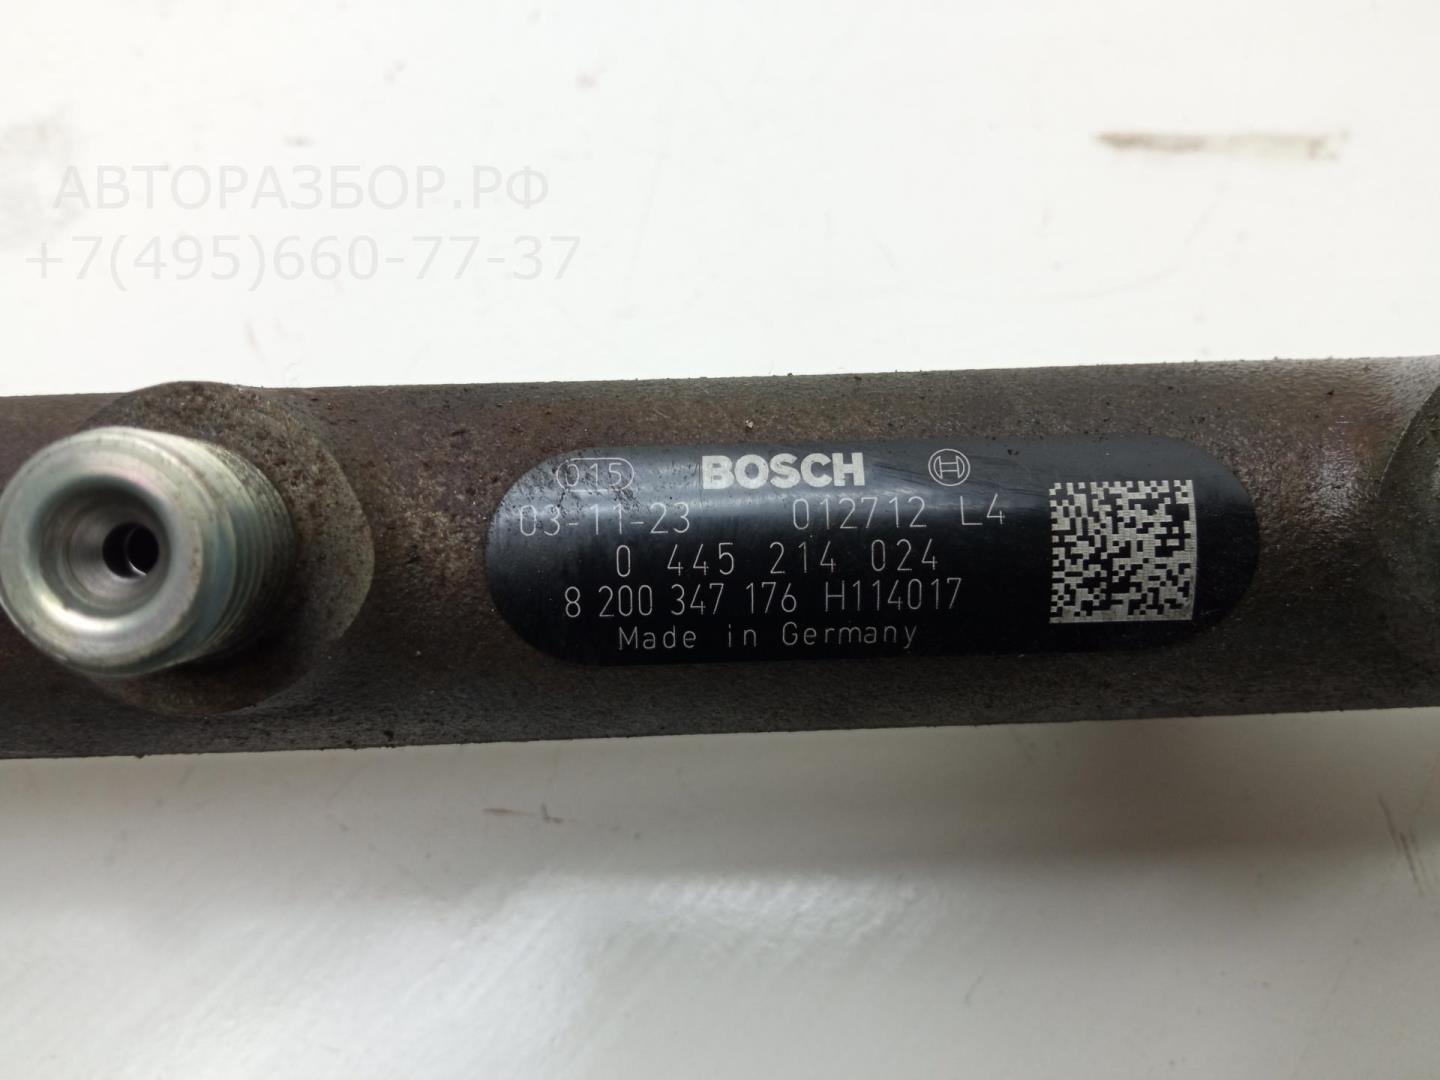 АВТОРАЗБОР.РФ
+7(495)660-77-37
015 BOSCH
03-11-23 012712 L4
0 445 214 024
8 200 347 176 H114017
Made in Germany